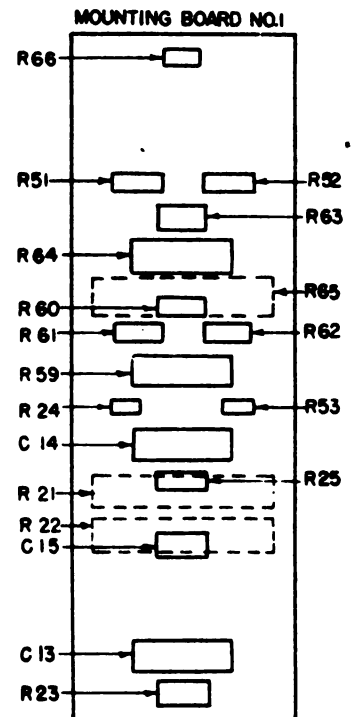 MOUNTING BOARD NO.1
R66
R51
R52
R63
R64
R65
R60
R61
R62
R59
R24
R53
C14
R25
R21
R22
C15
C13
R23